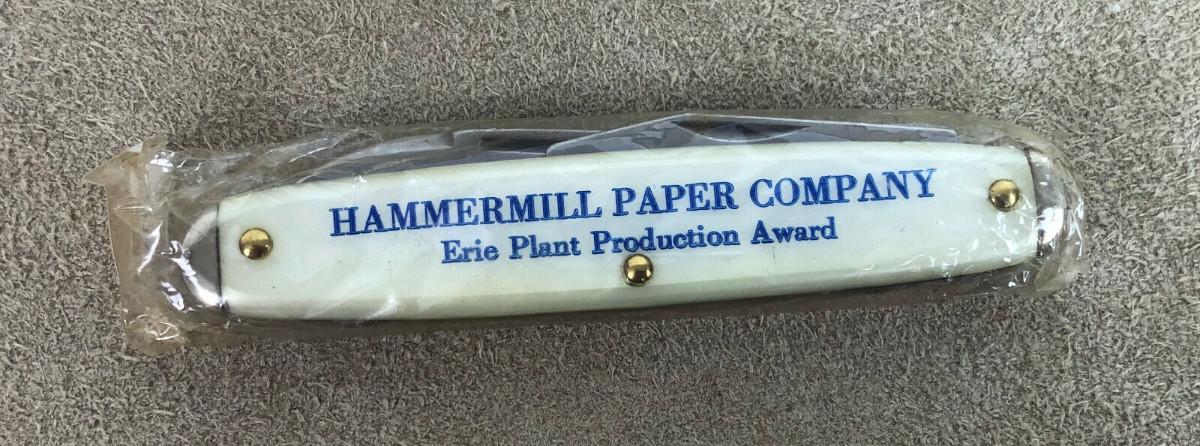 HAMMERMILL PAPER COMPANY
Erie Plant Production Award